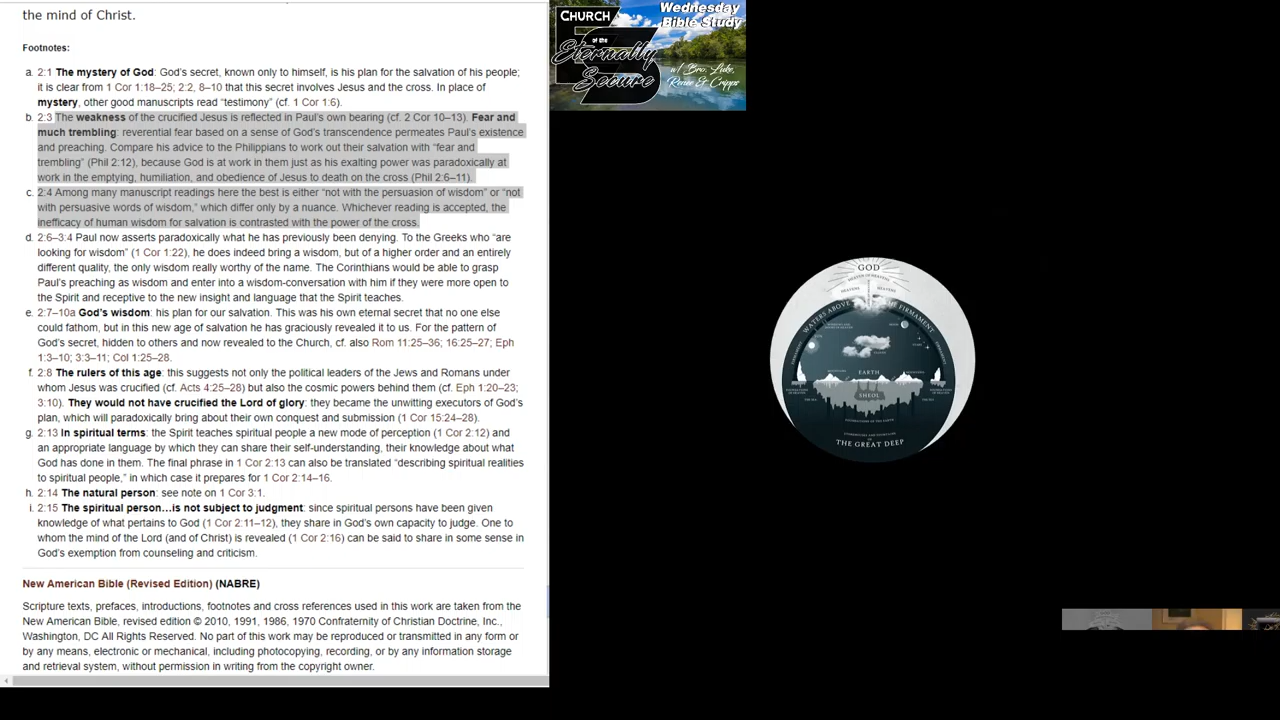 the mind of Christ.
Footnotes:
a. 2:1 The mystery of God: God's secret, known only to himself, is his plan for the salvation of his people;
it is clear from 1 Cor 1:18–25; 2:2, 8–10 that this secret involves Jesus and the cross. In place of
mystery, other good manuscripts read “testimony” (cf. 1 Cor 1:6).
b. 2:3 The weakness of the crucified Jesus is reflected in Paul's own bearing (cf. 2 Cor 10–13). Fear and
much trembling: reverential fear based on a sense of God's transcendence permeates Paul's existence
and preaching. Compare his advice to the Philippians to work out their salvation with “fear and
trembling” (Phil 2:12), because God is at work in them just as his exalting power was paradoxically at
work in the emptying, humiliation, and obedience of Jesus to death on the cross (Phil 2:6–11).
c. 2:4 Among many manuscript readings here the best is either “not with the persuasion of wisdom” or “not
with persuasive words of wisdom,” which differ only by a nuance. Whichever reading is accepted, the
inefficacy of human wisdom for salvation is contrasted with the power of the cross.
d. 2:6–3:4 Paul now asserts paradoxically what he has previously been denying. To the Greeks who “are
looking for wisdom” (1 Cor 1:22), he does indeed bring a wisdom, but of a higher order and an entirely
different quality, the only wisdom really worthy of the name. The Corinthians would be able to grasp
Paul's preaching as wisdom and enter into a wisdom-conversation with him if they were more open to
the Spirit and receptive to the new insight and language that the Spirit teaches.
e. 2:7–10a God's wisdom: his plan for our salvation. This was his own eternal secret that no one else
could fathom, but in this new age of salvation he has graciously revealed it to us. For the pattern of
God's secret, hidden to others and now revealed to the Church, cf. also Rom 11:25–36; 16:25–27; Eph
1:3–10; 3:3–11; Col 1:25–28.
f. 2:8 The rulers of this age: this suggests not only the political leaders of the Jews and Romans under
whom Jesus was crucified (cf. Acts 4:25–28) but also the cosmic powers behind them (cf. Eph 1:20–23;
3:10). They would not have crucified the Lord of glory: they became the unwitting executors of God's
plan, which will paradoxically bring about their own conquest and submission (1 Cor 15:24–28).
g. 2:13 In spiritual terms: the Spirit teaches spiritual people a new mode of perception (1 Cor 2:12) and
an appropriate language by which they can share their self-understanding, their knowledge about what
God has done in them. The final phrase in 1 Cor 2:13 can also be translated “describing spiritual realities
to spiritual people,” in which case it prepares for 1 Cor 2:14–16.
h. 2:14 The natural person: see note on 1 Cor 3:1.
i. 2:15 The spiritual person…is not subject to judgment: since spiritual persons have been given
knowledge of what pertains to God (1 Cor 2:11–12), they share in God's own capacity to judge. One to
whom the mind of the Lord (and of Christ) is revealed (1 Cor 2:16) can be said to share in some sense in
God's exemption from counseling and criticism.
New American Bible (Revised Edition) (NABRE)
Scripture texts, prefaces, introductions, footnotes and cross references used in this work are taken from the
New American Bible, revised edition © 2010, 1991, 1986, 1970 Confraternity of Christian Doctrine, Inc.,
Washington, DC All Rights Reserved. No part of this work may be reproduced or transmitted in any form or
by any means, electronic or mechanical, including photocopying, recording, or by any information storage
and retrieval system, without permission in writing from the copyright owner.
CHURCH
of the
Eternally
Secure
Wednesday
Bible Study
w/ Bro. Luke,
Renee & Cripps
GOD
HEAVEN OF HEAVENS
HEAVENS HEAVENS
WATERS ABOVE THE FIRMAMENT
EARTH
SHEOL
THE GREAT DEEP